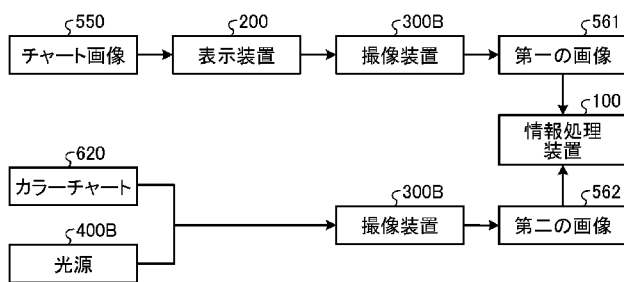 550
チャート画像
200
表示装置
300B
撮像装置
561
第一の画像
100
情報処理
装置
620
カラーチャート
400B
光源
300B
撮像装置
562
第二の画像